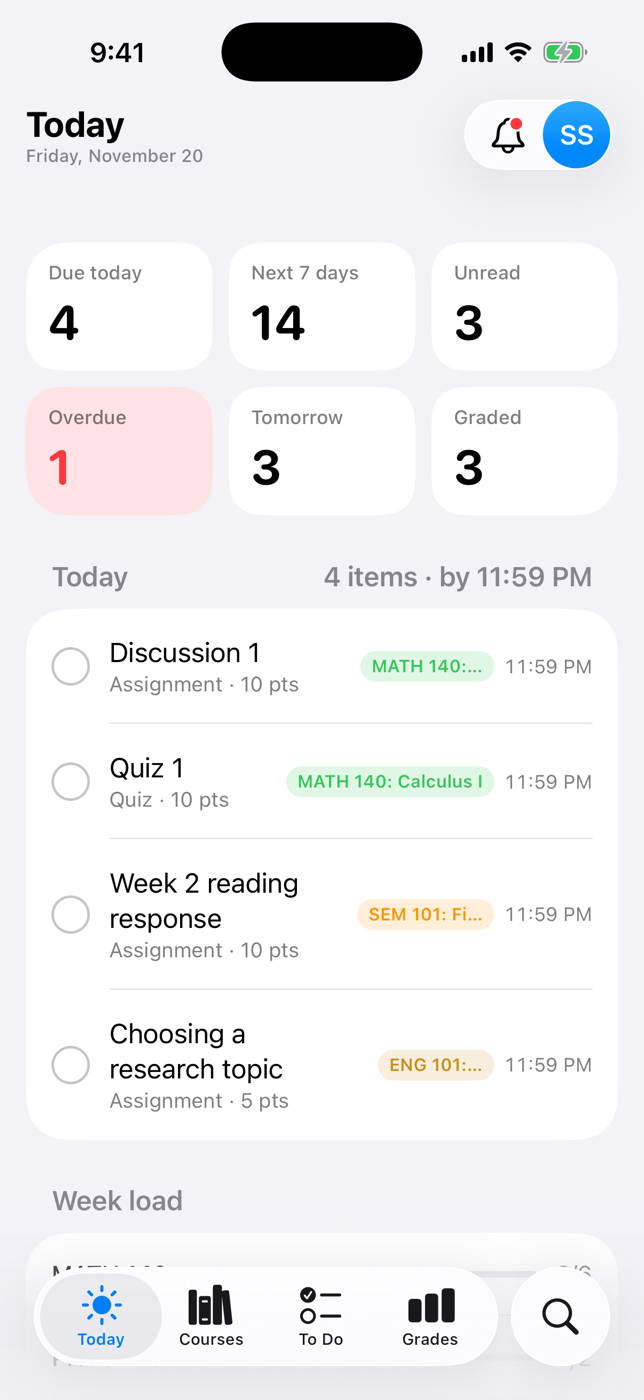 9:41
Today
Friday, November 20
SS
Due today
4
Next 7 days
14
Unread
3
Overdue
1
Tomorrow
3
Graded
3
Today
4 items · by 11:59 PM
Discussion 1
Assignment · 10 pts
MATH 140:...
11:59 PM
Quiz 1
Quiz · 10 pts
MATH 140: Calculus I
11:59 PM
Week 2 reading
response
Assignment · 10 pts
SEM 101: Fi...
11:59 PM
Choosing a
research topic
Assignment · 5 pts
ENG 101:...
11:59 PM
Week load
Today
Courses
To Do
Grades